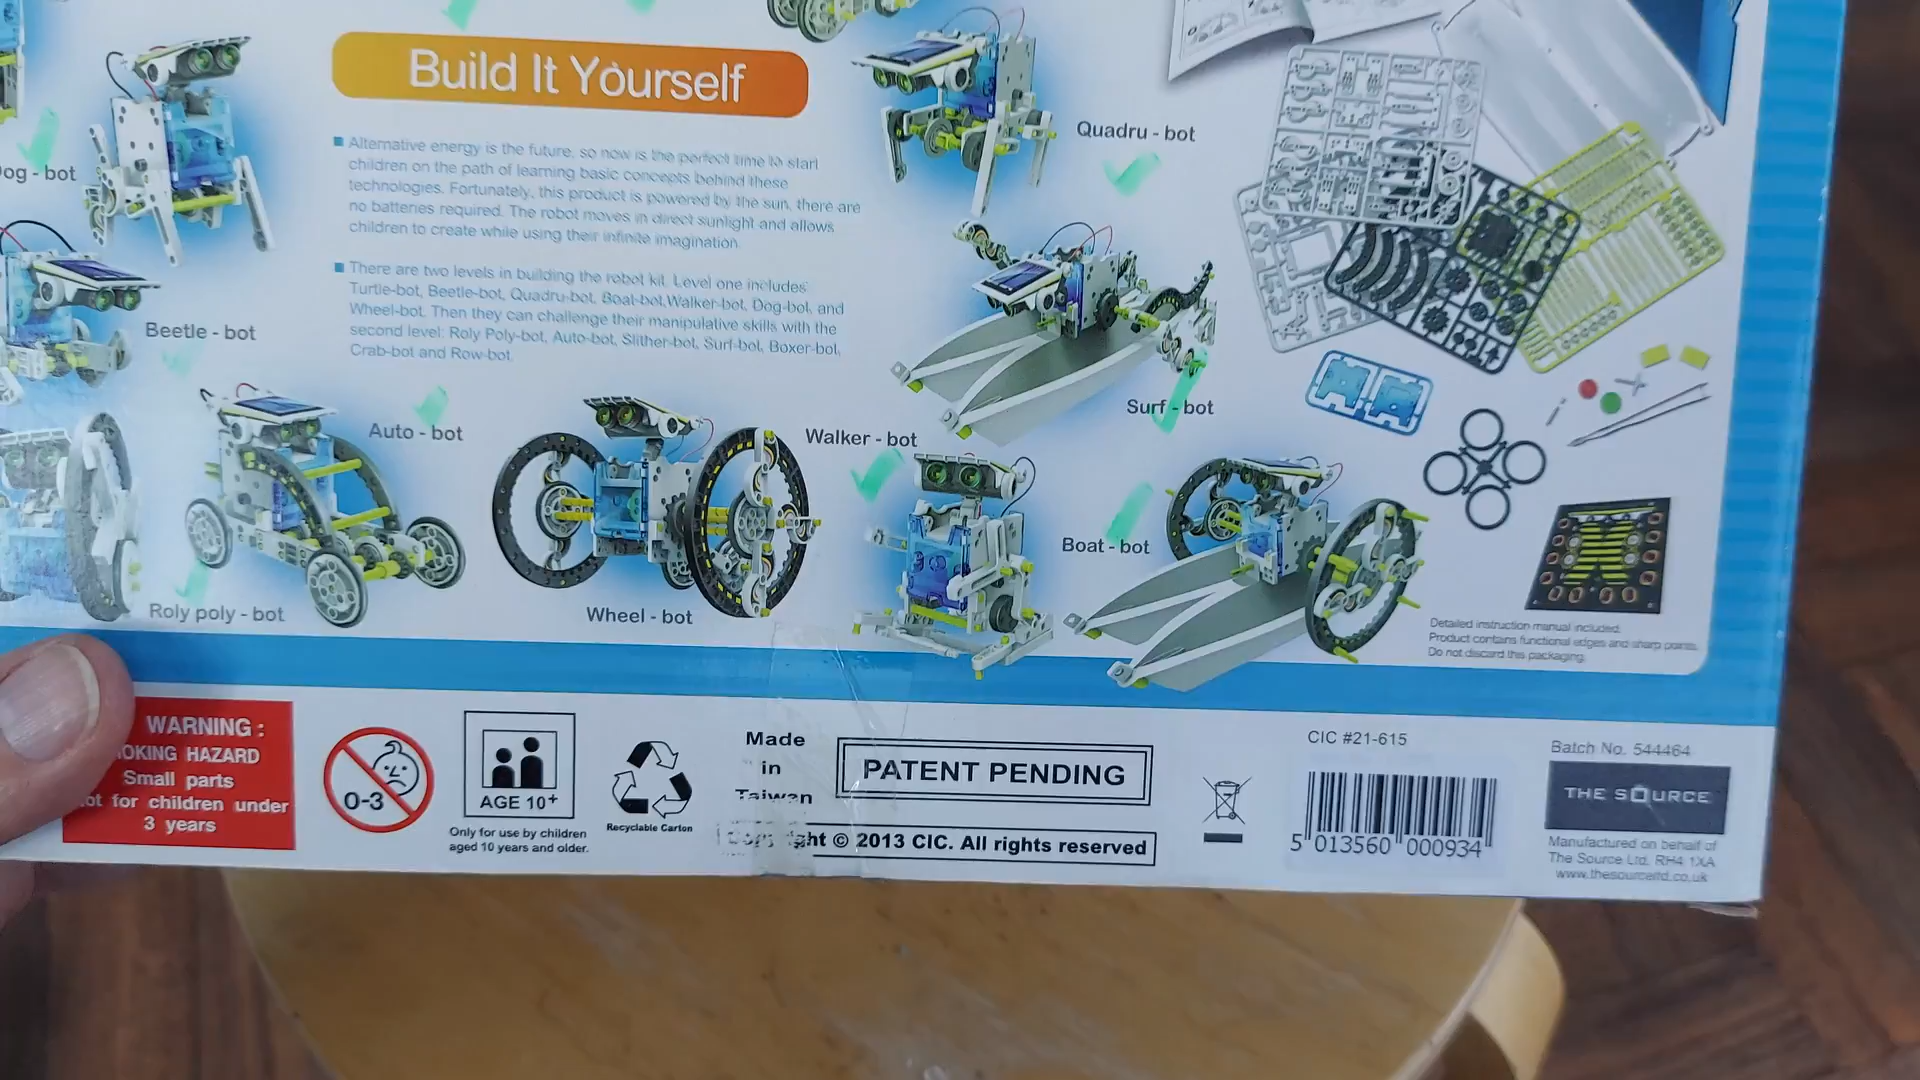 Build It Yourself
Quadru - bot
og - bot
■ Alternative energy is the future, so now is the perfect time to start
children on the path of learning basic concepts behind these
technologies. Fortunately, this product is powered by the sun, there are
no batteries required. The robot moves in direct sunlight and allows
children to create while using their infinite imagination.
■ There are two levels in building the robot kit. Level one includes
Turtle-bot, Beetle-bot, Quadru-bot, Boat-bot, Walker-bot, Dog-bot, and
Wheel-bot. Then they can challenge their manipulative skills with the
second level: Roly Poly-bot, Auto-bot, Slither-bot, Surf-bot, Boxer-bot,
Crab-bot and Row-bot.
Beetle - bot
Auto - bot
Surf - bot
Walker - bot
Boat - bot
Roly poly - bot
Wheel - bot
Detailed instruction manual included.
Product contains functional edges and sharp points.
Do not discard this packaging.
WARNING :
OKING HAZARD
Small parts
ot for children under
3 years
0-3
AGE 10+
Only for use by children
aged 10 years and older.
Recyclable Carton
Made
in
Taiwan
PATENT PENDING
Copyright © 2013 CIC. All rights reserved
CIC #21-615
5 013560 000934
Batch No. 544464
THE SOURCE
Manufactured on behalf of
The Source Ltd. RH4 1XA
www.thesourceltd.co.uk